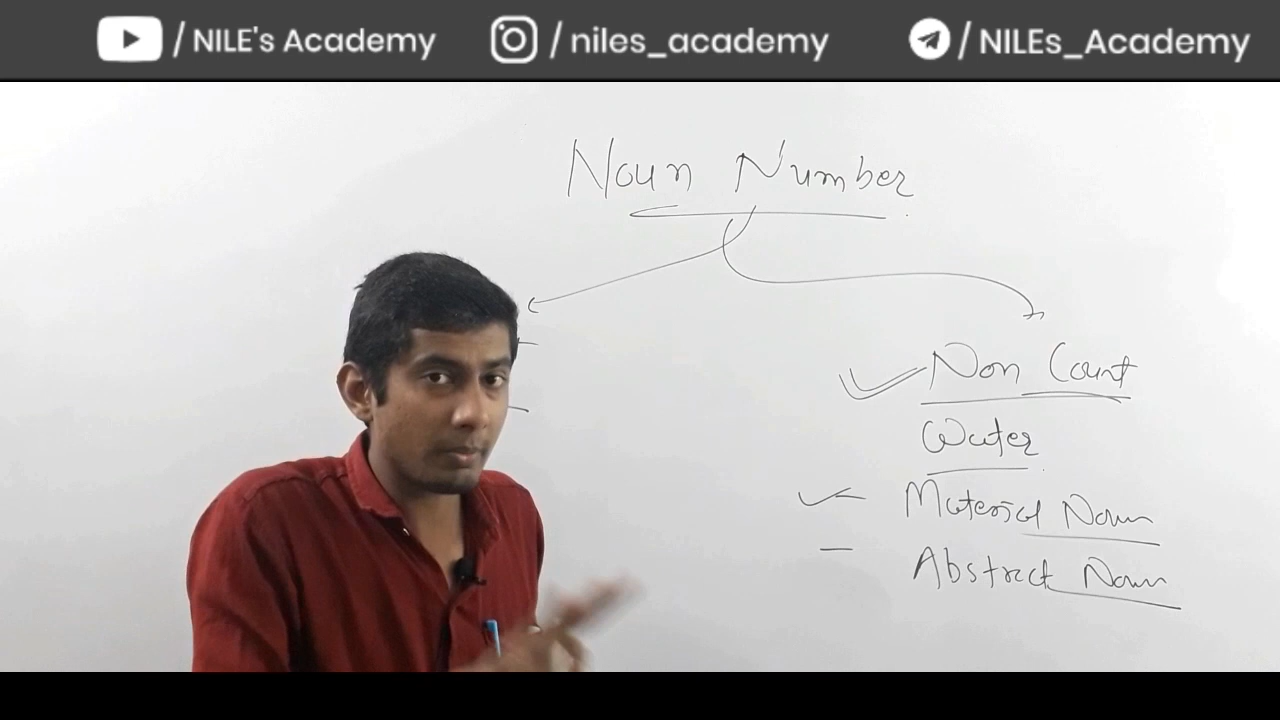 / NILE's Academy / niles_academy / NILEs_Academy
Noun Number
Non Count
Water
Material Noun
Abstract Noun